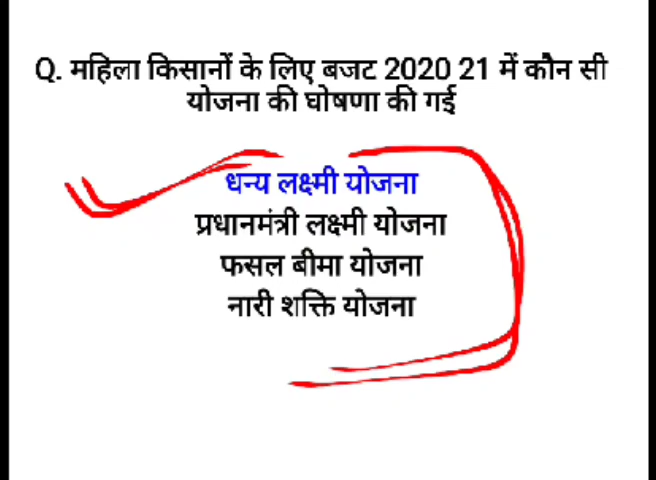 Q. महिला किसानों के लिए बजट 2020 21 में कौन सी
योजना की घोषणा की गई
धन्य लक्ष्मी योजना
प्रधानमंत्री लक्ष्मी योजना
फसल बीमा योजना
नारी शक्ति योजना